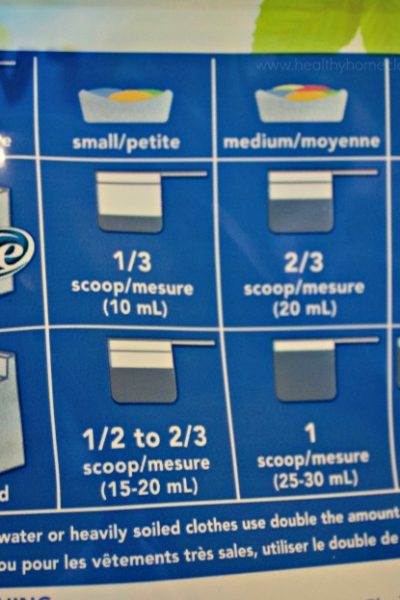 www.healthyhomecle
small/petite
medium/moyenne
1/3
scoop/mesure
(10 mL)
2/3
scoop/mesure
(20 mL)
1/2 to 2/3
scoop/mesure
(15-20 mL)
1
scoop/mesure
(25-30 mL)
water or heavily soiled clothes use double the amount
ou pour les vêtements très sales, utiliser le double de